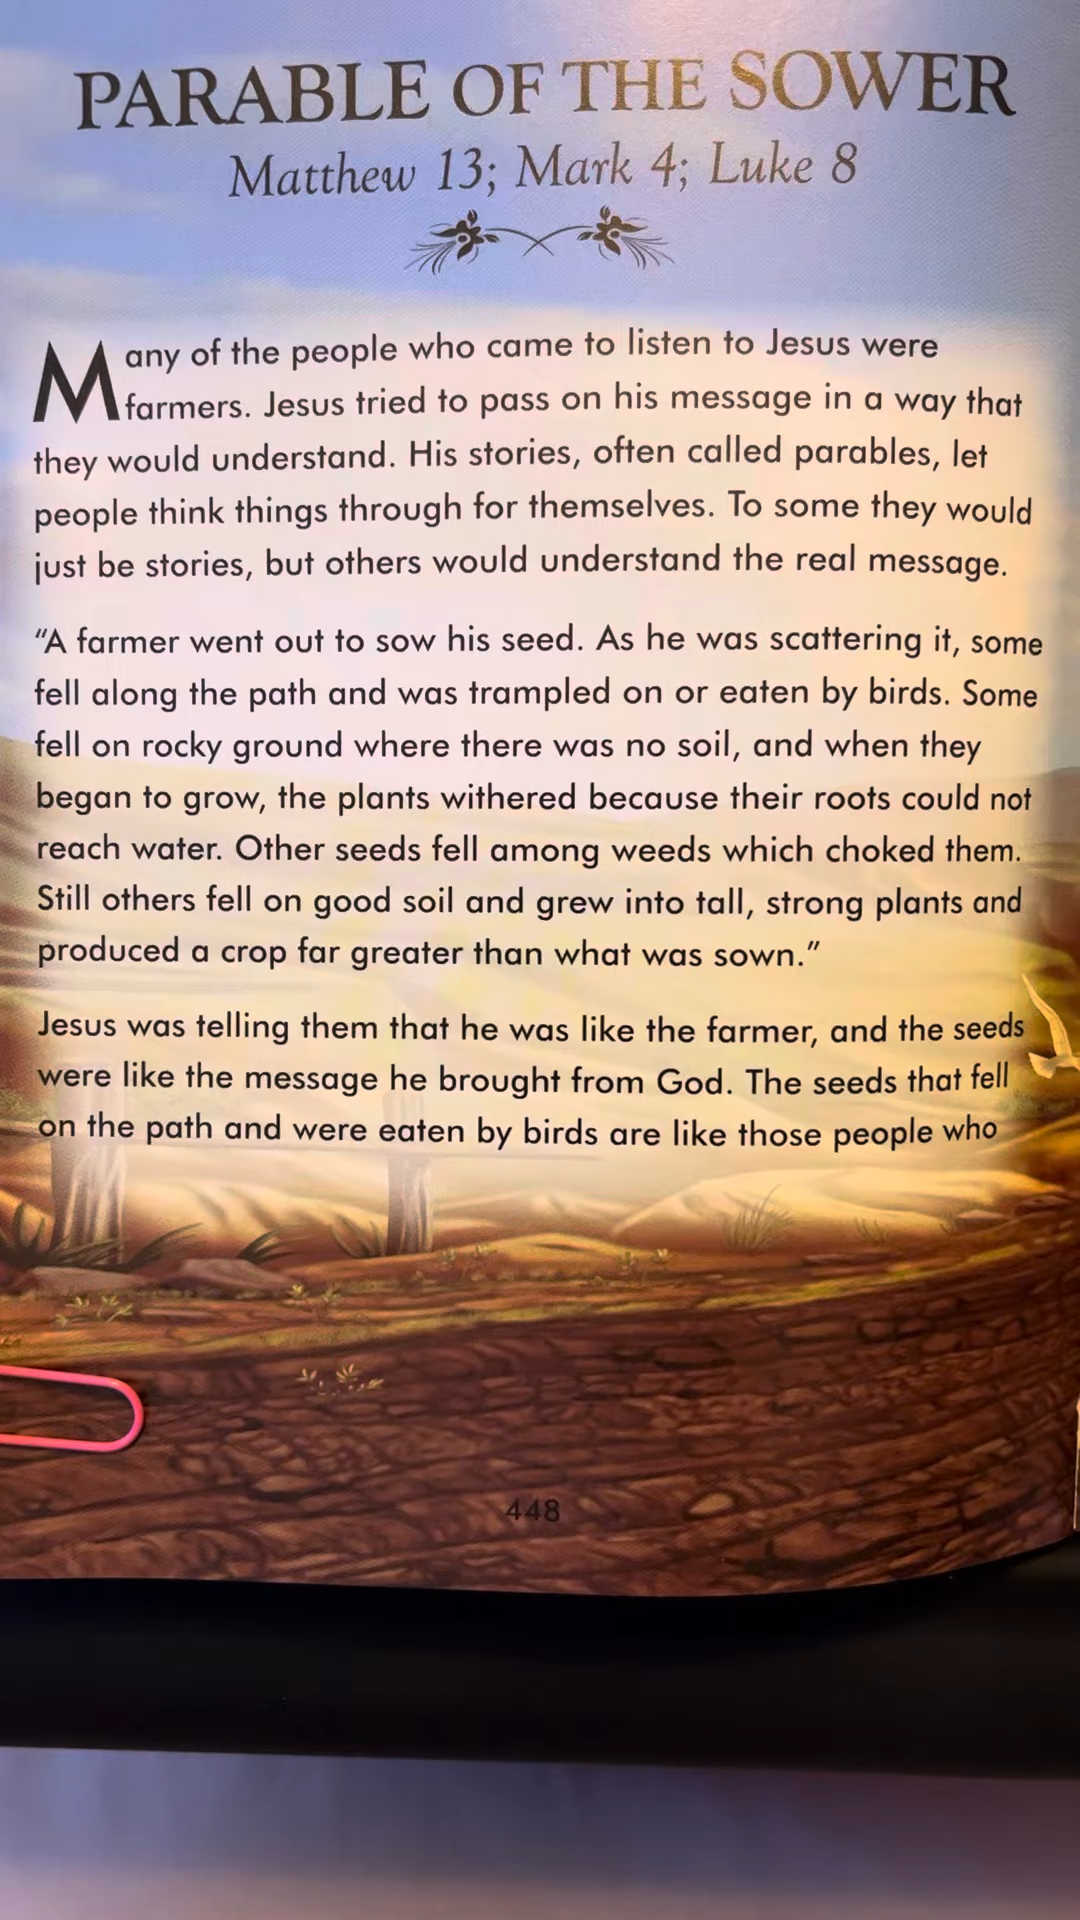 PARABLE OF THE SOWER
Matthew 13; Mark 4; Luke 8
Many of the people who came to listen to Jesus were
farmers. Jesus tried to pass on his message in a way that
they would understand. His stories, often called parables, let
people think things through for themselves. To some they would
just be stories, but others would understand the real message.
“A farmer went out to sow his seed. As he was scattering it, some
fell along the path and was trampled on or eaten by birds. Some
fell on rocky ground where there was no soil, and when they
began to grow, the plants withered because their roots could not
reach water. Other seeds fell among weeds which choked them.
Still others fell on good soil and grew into tall, strong plants and
produced a crop far greater than what was sown.”
Jesus was telling them that he was like the farmer, and the seeds
were like the message he brought from God. The seeds that fell
on the path and were eaten by birds are like those people who
448